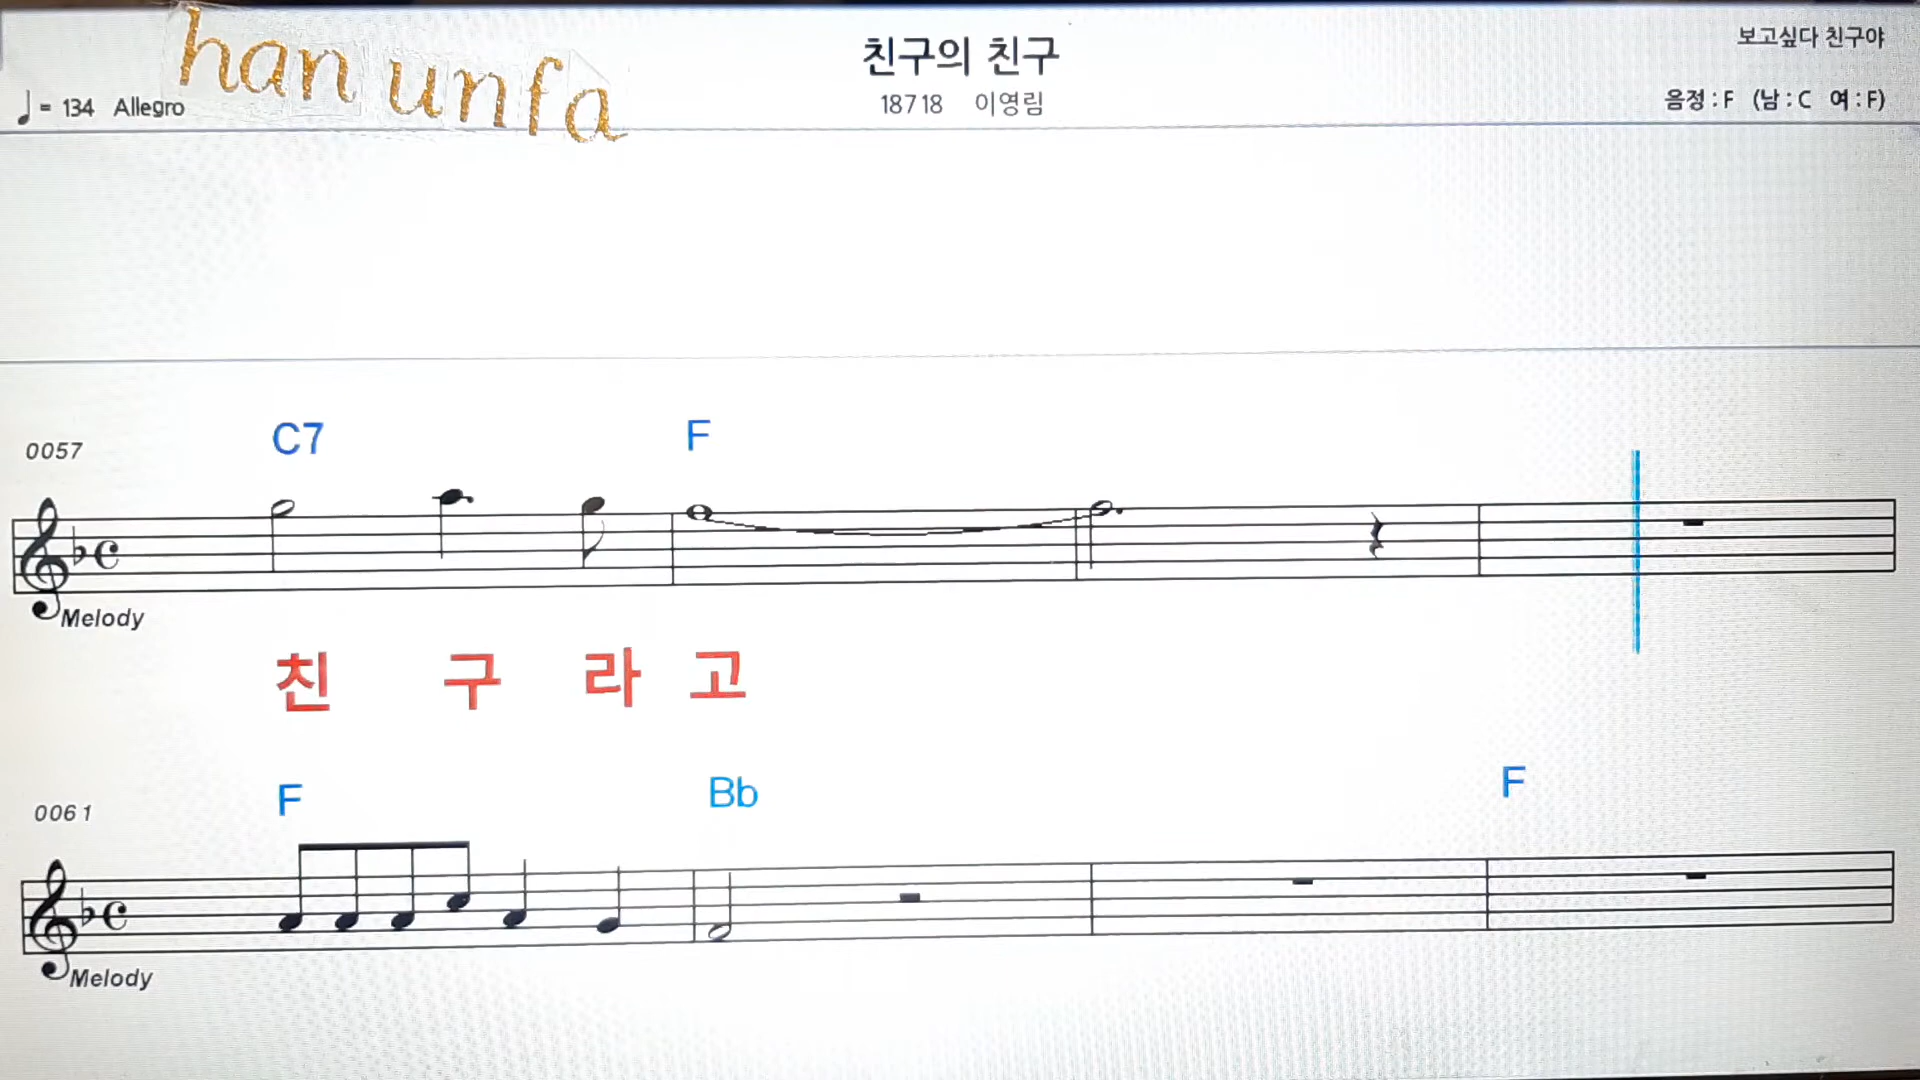 han unfa
친구의 친구
보고싶다 친구야
♩ = 134 Allegro
18718 이영림
음정 : F (남 : C 여 : F)
C7 F
0057
Melody
친 구 라 고
F Bb F
0061
Melody